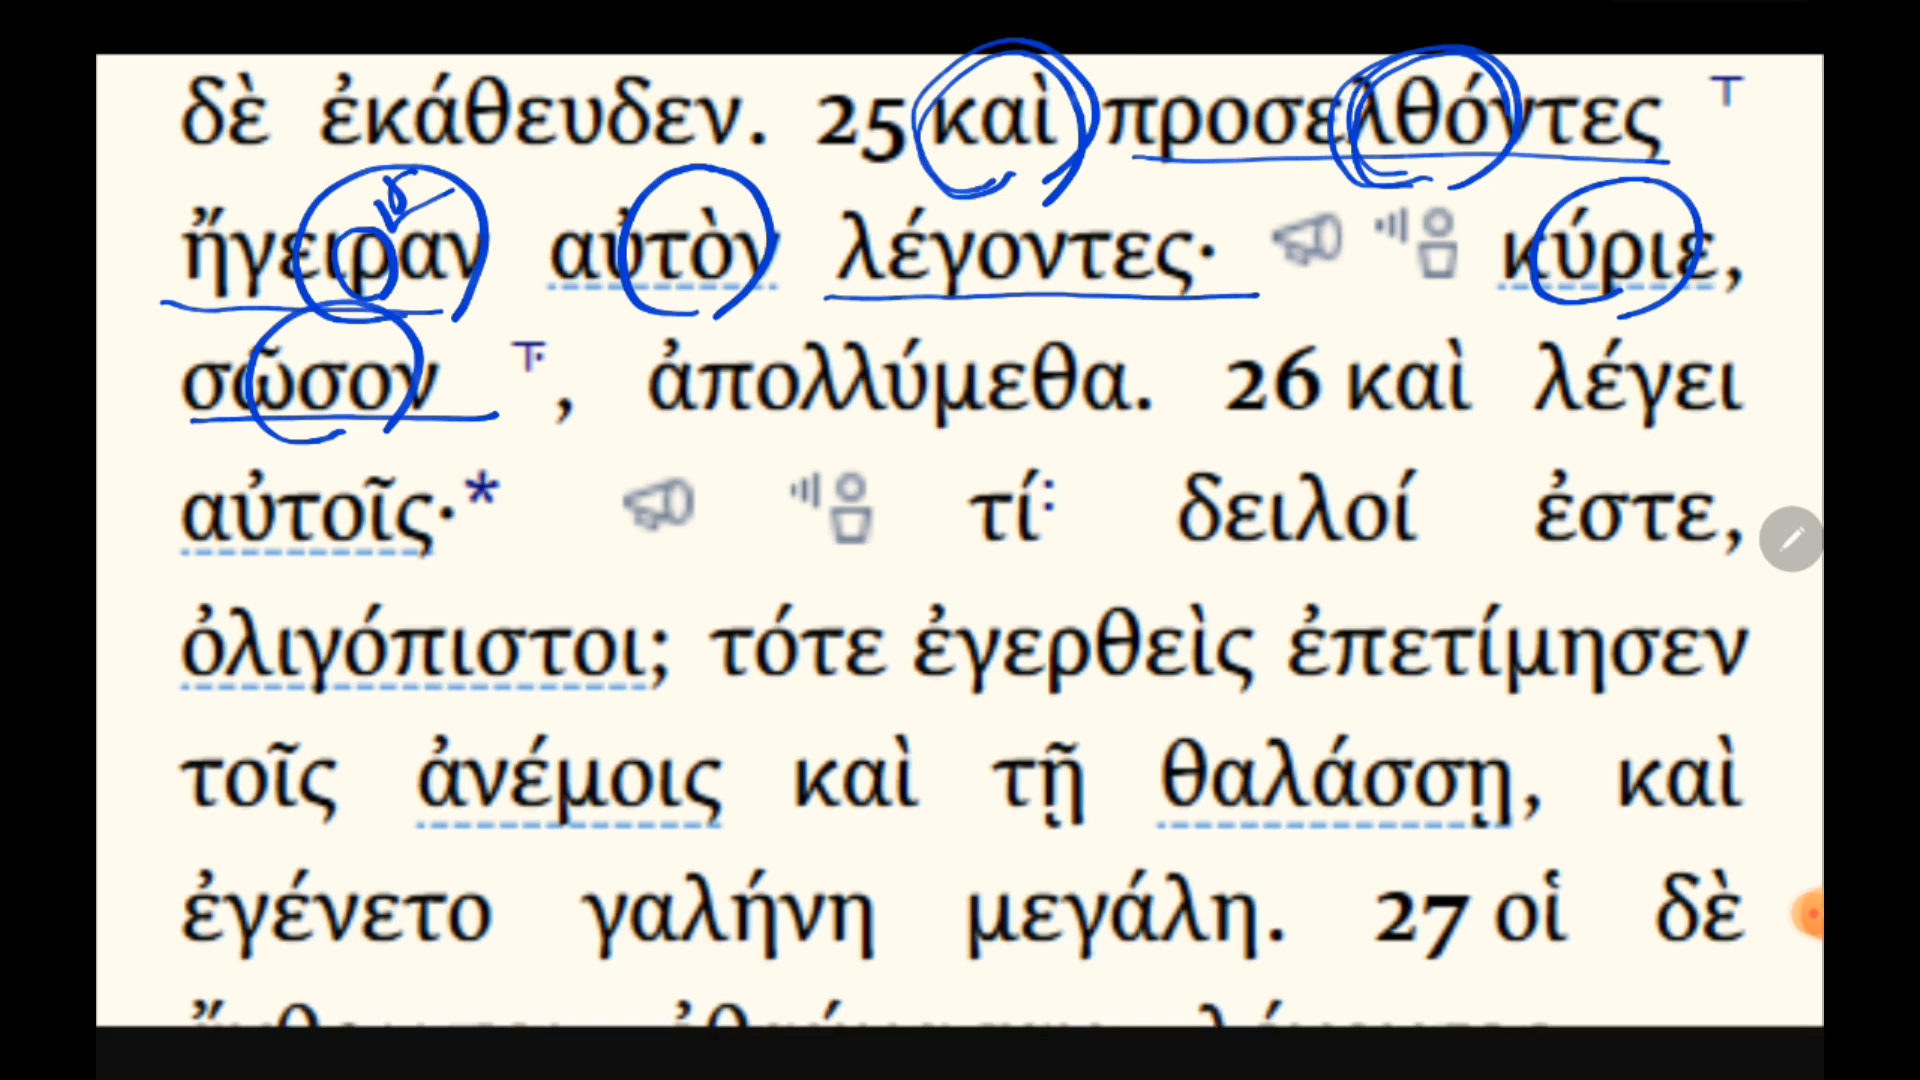 δὲ ἐκάθευδεν. 25 καὶ προσελθόντες ⸆
ἤγειραν αὐτὸν λέγοντες· κύριε,
σῶσον ⸇, ἀπολλύμεθα. 26 καὶ λέγει
αὐτοῖς·* τί⸬ δειλοί ἐστε,
ὀλιγόπιστοι; τότε ἐγερθεὶς ἐπετίμησεν
τοῖς ἀνέμοις καὶ τῇ θαλάσσῃ, καὶ
ἐγένετο γαλήνη μεγάλη. 27 οἱ δὲ